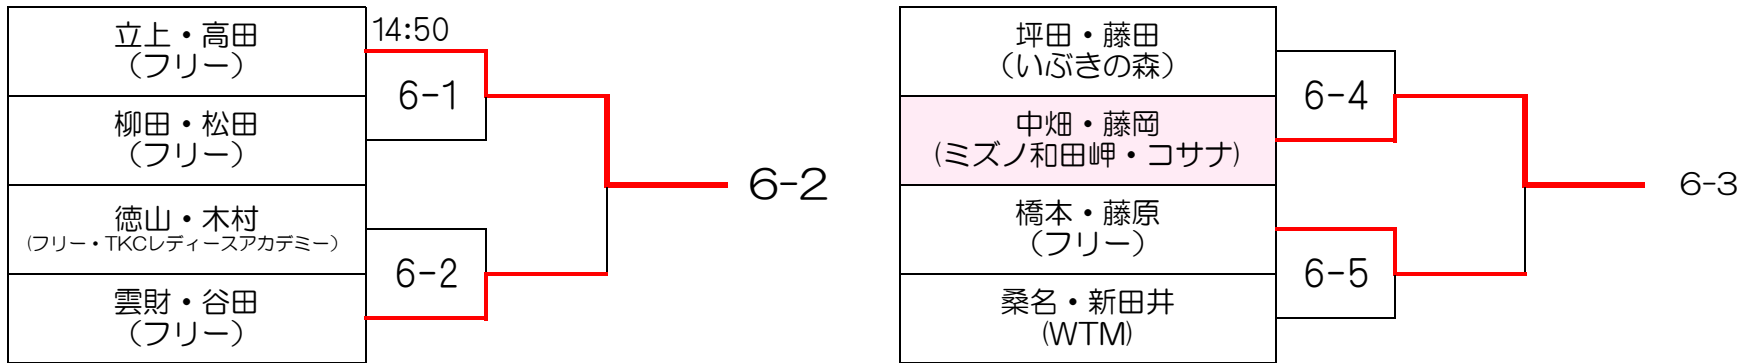 立上・高田
(フリー)
14:50
6-1
柳田・松田
(フリー)
6-2
徳山・木村
(フリー・TKCレディースアカデミー)
6-2
雲財・谷田
(フリー)
坪田・藤田
(いぶきの森)
6-4
中畑・藤岡
(ミズノ和田岬・コサナ)
6-3
橋本・藤原
(フリー)
6-5
桑名・新田井
(WTM)